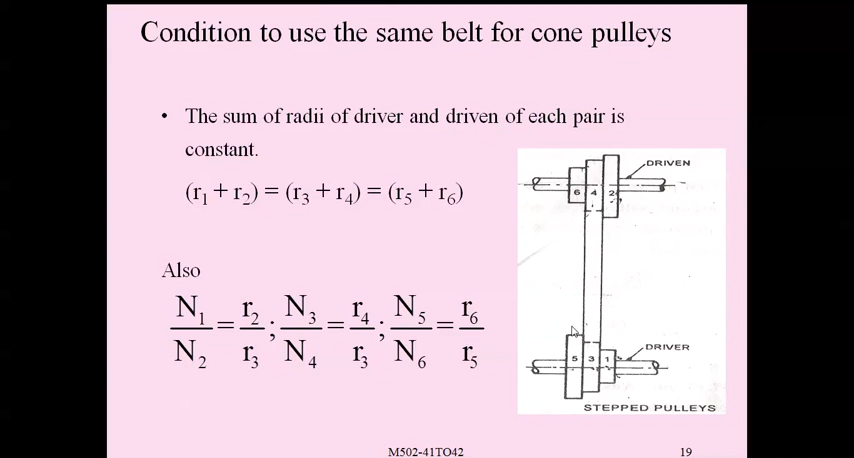 Condition to use the same belt for cone pulleys
• The sum of radii of driver and driven of each pair is
constant.
(r₁ + r₂) = (r₃ + r₄) = (r₅ + r₆)
Also
N₁/N₂ = r₂/r₃; N₃/N₄ = r₄/r₃; N₅/N₆ = r₆/r₅
DRIVEN
6 4 2
DRIVER
5 3 1
STEPPED PULLEYS
M502-41TO42
19